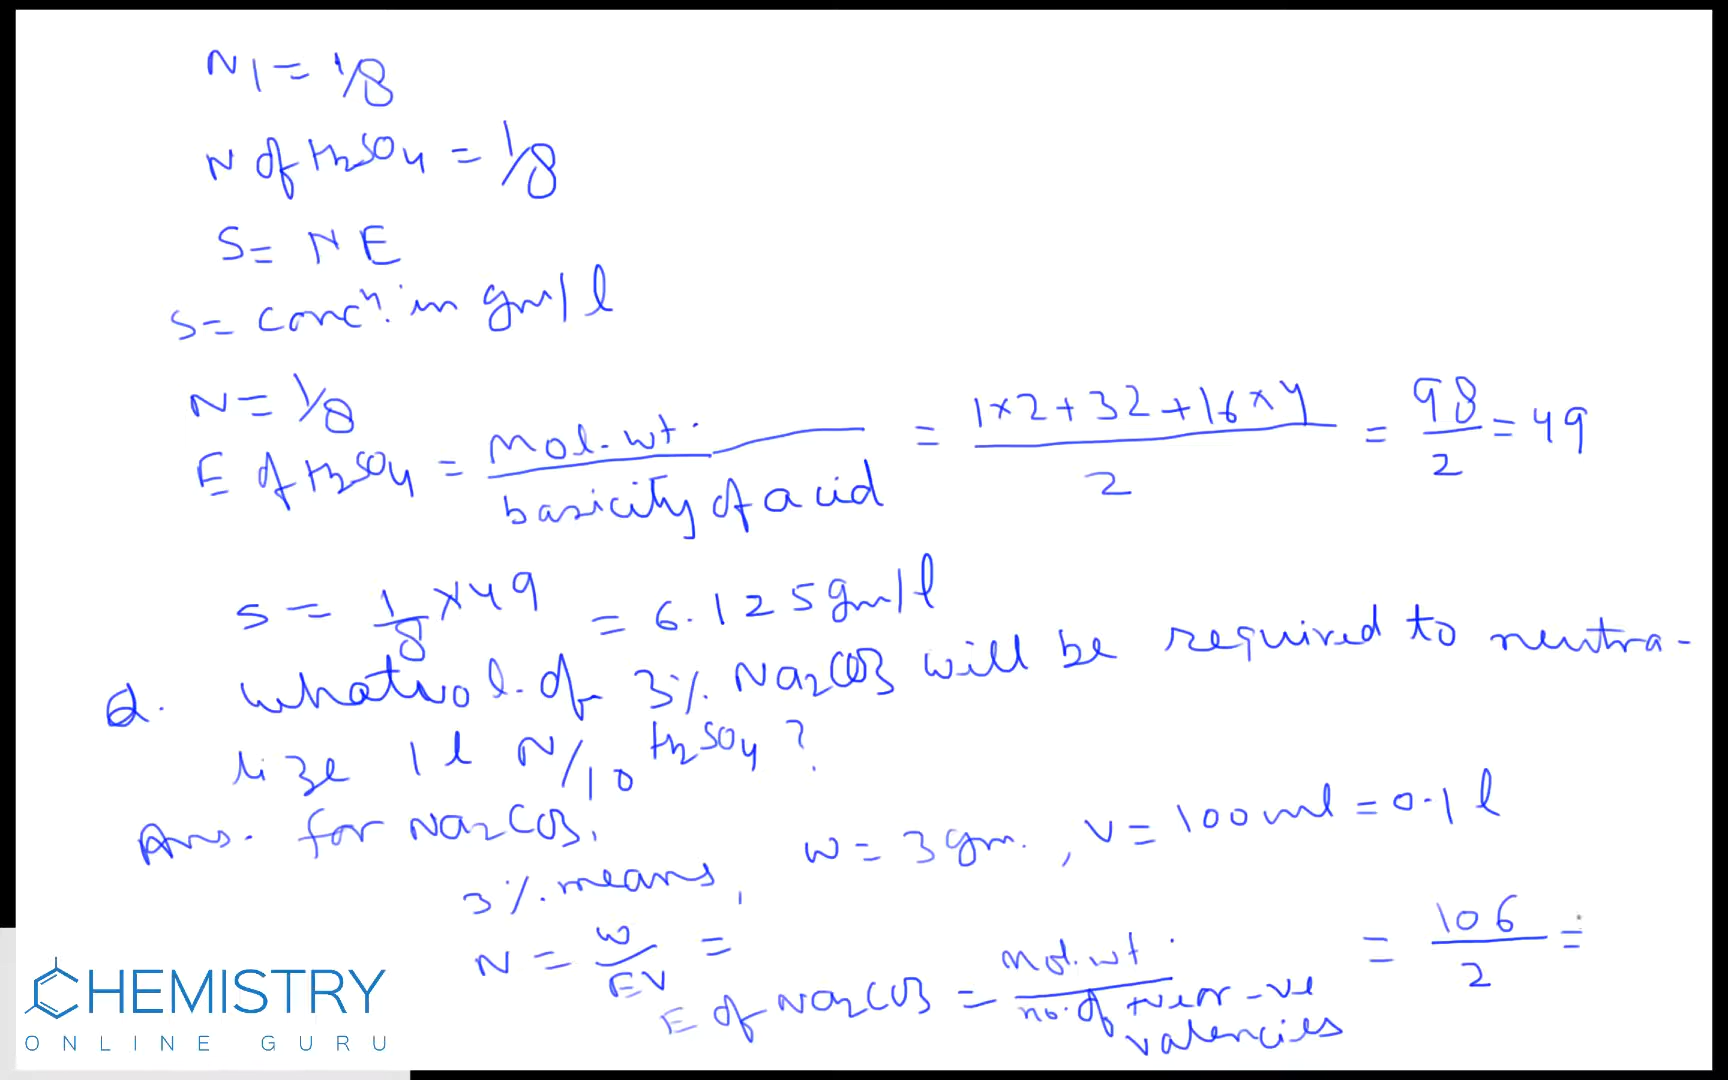 N1 = 1/8
N of H2SO4 = 1/8
S = NE
S = concn. in gm/l
N = 1/8
E of H2SO4 = mol. wt. / basicity of acid = 1×2+32+16×4 / 2 = 98 / 2 = 49
S = 1/8 × 49 = 6.125 gm/l
Q. What vol. of 3% Na2CO3 will be required to neutra-
lize 1 l N/10 H2SO4 ?
Ans. for Na2CO3,
3% means, w = 3 gm. , v = 100 ml = 0.1 l
N = w / EV =
E of Na2CO3 = mol. wt. / no. of +ve or -ve valencies = 106 / 2 =
CHEMISTRY
ONLINE GURU